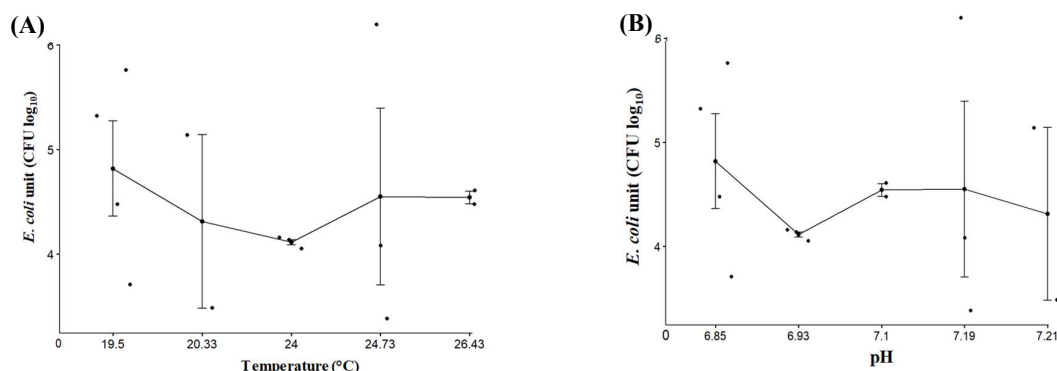 (A)
E. coli unit (CFU log10)
6
5
4
0
19.5 20.33 24 24.73 26.43
Temperature (°C)
(B)
E. coli unit (CFU log10)
6
5
4
0
6.85 6.93 7.1 7.19 7.21
pH